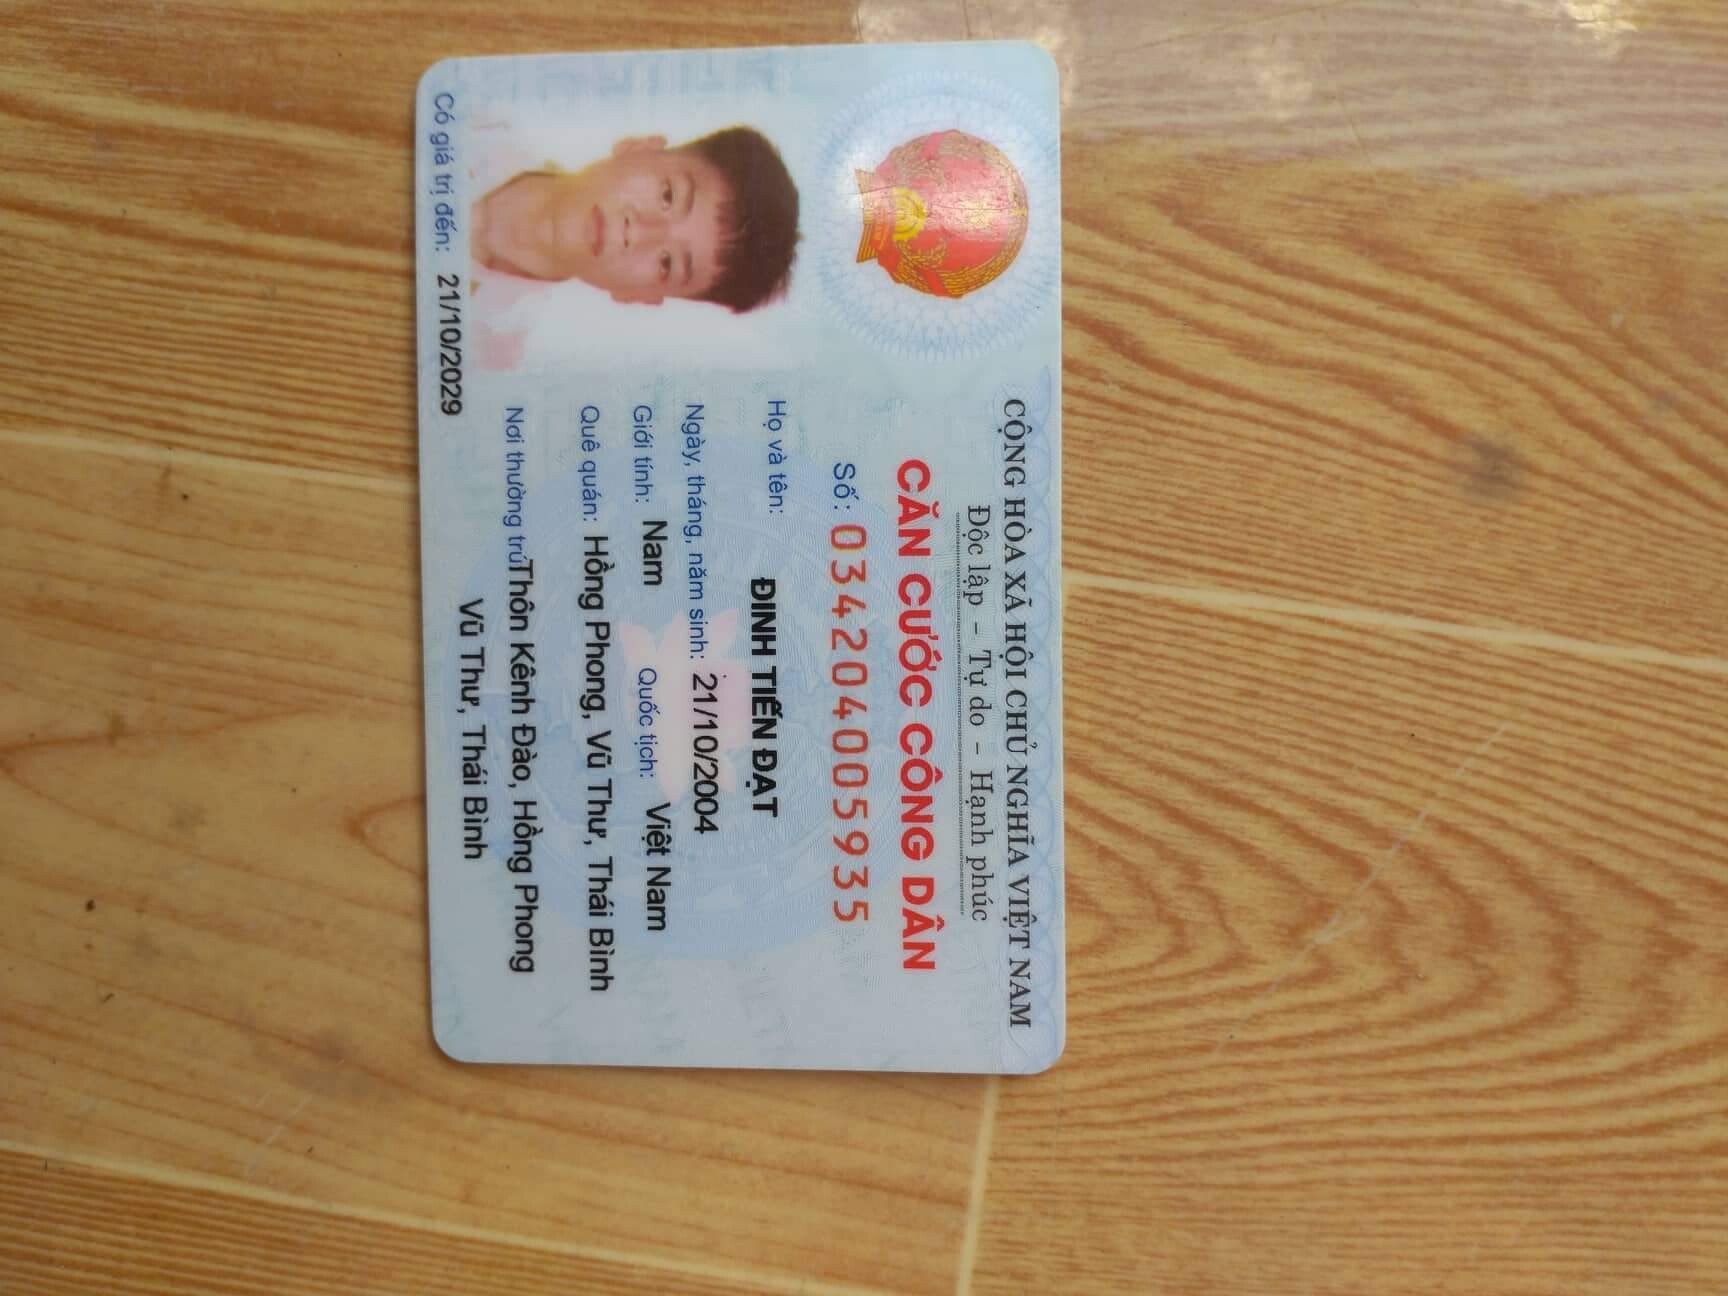 CỘNG HÒA XÃ HỘI CHỦ NGHĨA VIỆT NAM
Độc lập - Tự do - Hạnh phúc
CĂN CƯỚC CÔNG DÂN
Số: 034204005935
Họ và tên:
ĐINH TIẾN ĐẠT
Ngày, tháng, năm sinh: 21/10/2004
Giới tính: Nam Quốc tịch: Việt Nam
Quê quán: Hồng Phong, Vũ Thư, Thái Bình
Nơi thường trú: Thôn Kênh Đào, Hồng Phong
Vũ Thư, Thái Bình
Có giá trị đến: 21/10/2029